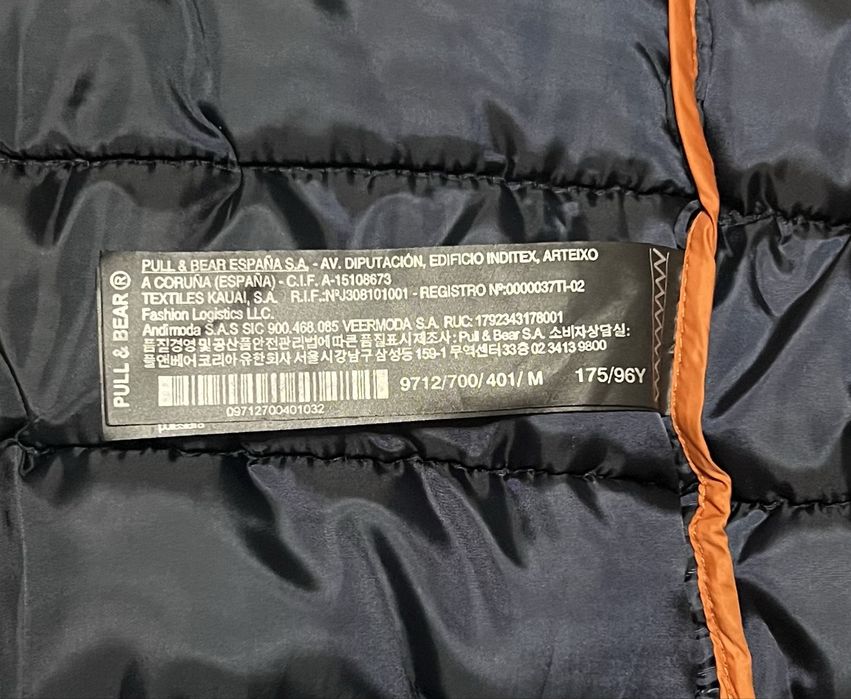 PULL & BEAR®
PULL & BEAR ESPAÑA S.A. - AV. DIPUTACIÓN, EDIFICIO INDITEX, ARTEIXO
A CORUÑA (ESPAÑA) - C.I.F. A-15108673
TEXTILES KAUAI, S.A. R.I.F.:NºJ308101001 - REGISTRO Nº:0000037TI-02
Fashion Logistics LLC.
Andimoda S.A.S SIC 900.468.085 VEERMODA S.A. RUC: 1792343178001
품질경영및공산품안전관리법에따른품질표시제조사: Pull & Bear S.A. 소비자상담실:
풀앤베어코리아유한회사 서울시강남구삼성동 159-1 무역센터33층 02 3413 9800
9712/700/401/ M 175/96Y
09712700401032